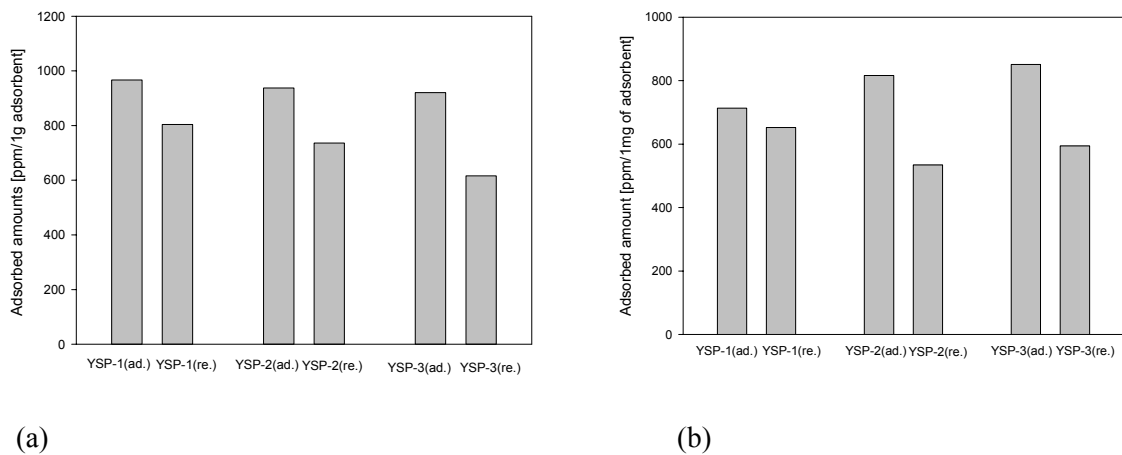 Adsorbed amounts [ppm/1g adsorbent]
1200
1000
800
600
400
200
0
YSP-1(ad.) YSP-1(re.) YSP-2(ad.) YSP-2(re.) YSP-3(ad.) YSP-3(re.)
(a)
Adsorbed amount [ppm/1mg of adsorbent]
1000
800
600
400
200
0
YSP-1(ad.) YSP-1(re.) YSP-2(ad.) YSP-2(re.) YSP-3(ad.) YSP-3(re.)
(b)